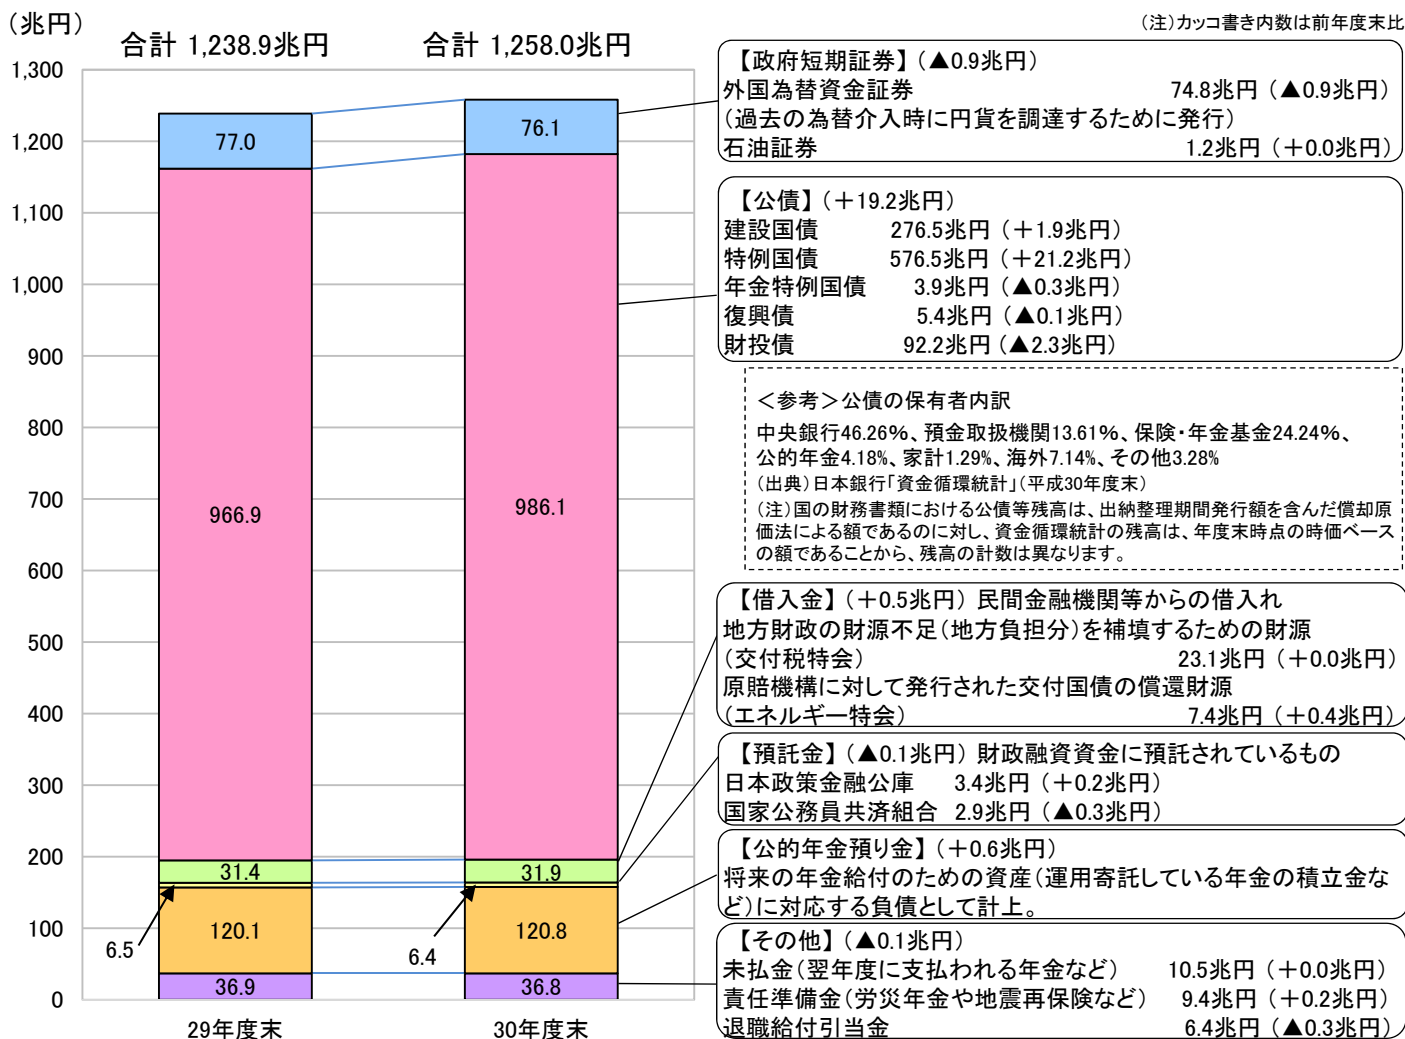 （兆円）
合計 1,238.9兆円
合計 1,258.0兆円
（注）カッコ書き内数は前年度末比
1,300
1,200
1,100
1,000
900
800
700
600
500
400
300
200
100
0
77.0
966.9
31.4
6.5
120.1
36.9
29年度末
76.1
986.1
31.9
6.4
120.8
36.8
30年度末
【政府短期証券】（▲0.9兆円）
外国為替資金証券 74.8兆円（▲0.9兆円）
（過去の為替介入時に円貨を調達するために発行）
石油証券 1.2兆円（＋0.0兆円）
【公債】（＋19.2兆円）
建設国債 276.5兆円（＋1.9兆円）
特例国債 576.5兆円（＋21.2兆円）
年金特例国債 3.9兆円（▲0.3兆円）
復興債 5.4兆円（▲0.1兆円）
財投債 92.2兆円（▲2.3兆円）
＜参考＞公債の保有者内訳
中央銀行46.26％、預金取扱機関13.61％、保険・年金基金24.24％、
公的年金4.18％、家計1.29％、海外7.14％、その他3.28％
（出典）日本銀行「資金循環統計」（平成30年度末）
（注）国の財務書類における公債等残高は、出納整理期間発行額を含んだ償却原
価法による額であるのに対し、資金循環統計の残高は、年度末時点の時価ベース
の額であることから、残高の計数は異なります。
【借入金】（＋0.5兆円）民間金融機関等からの借入れ
地方財政の財源不足（地方負担分）を補填するための財源
（交付税特会） 23.1兆円（＋0.0兆円）
原賠機構に対して発行された交付国債の償還財源
（エネルギー特会） 7.4兆円（＋0.4兆円）
【預託金】（▲0.1兆円）財政融資資金に預託されているもの
日本政策金融公庫 3.4兆円（＋0.2兆円）
国家公務員共済組合 2.9兆円（▲0.3兆円）
【公的年金預り金】（＋0.6兆円）
将来の年金給付のための資産（運用寄託している年金の積立金な
ど）に対応する負債として計上。
【その他】（▲0.1兆円）
未払金（翌年度に支払われる年金など） 10.5兆円（＋0.0兆円）
責任準備金（労災年金や地震再保険など） 9.4兆円（＋0.2兆円）
退職給付引当金 6.4兆円（▲0.3兆円）